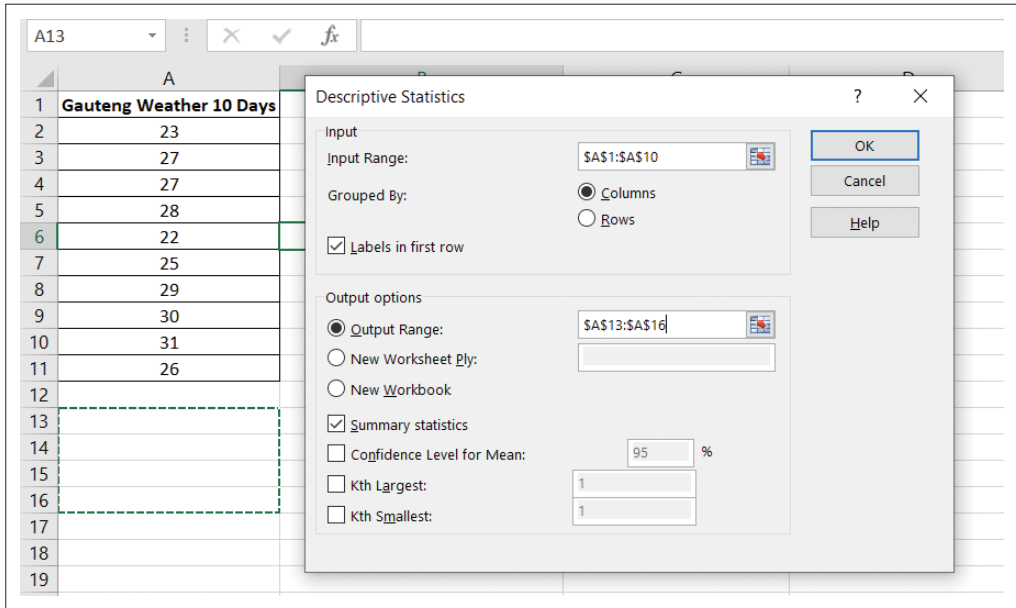 A13
fx
A
1 Gauteng Weather 10 Days
2 23
3 27
4 27
5 28
6 22
7 25
8 29
9 30
10 31
11 26
12
13
14
15
16
17
18
19
Descriptive Statistics ?
Input
Input Range: $A$1:$A$10
Grouped By: Columns
Rows
Labels in first row
OK
Cancel
Help
Output options
Output Range: $A$13:$A$16
New Worksheet Ply:
New Workbook
Summary statistics
Confidence Level for Mean: 95 %
Kth Largest: 1
Kth Smallest: 1